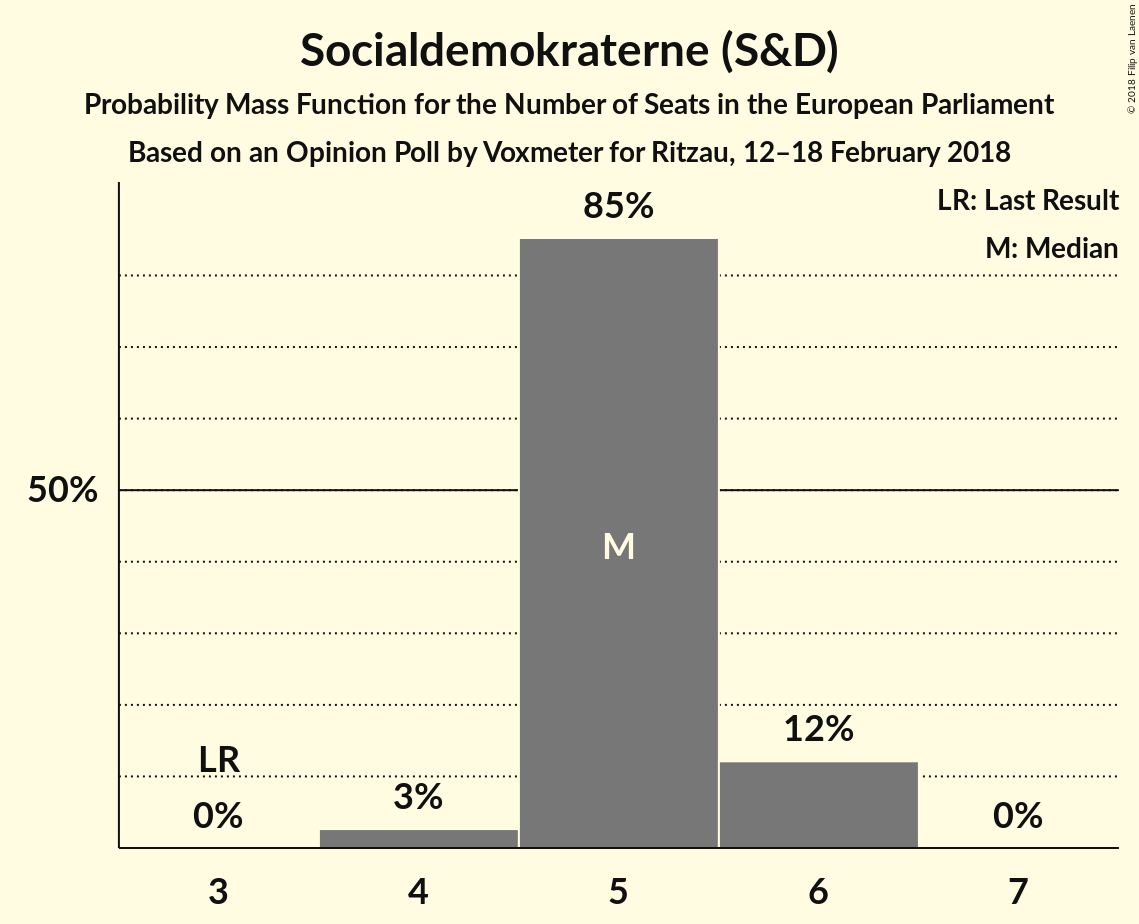 Socialdemokraterne (S&D)
Probability Mass Function for the Number of Seats in the European Parliament
Based on an Opinion Poll by Voxmeter for Ritzau, 12–18 February 2018
© 2018 Filip van Laenen
LR: Last Result
M: Median
85%
50%
M
12%
LR
3%
0%
0%
3 4 5 6 7